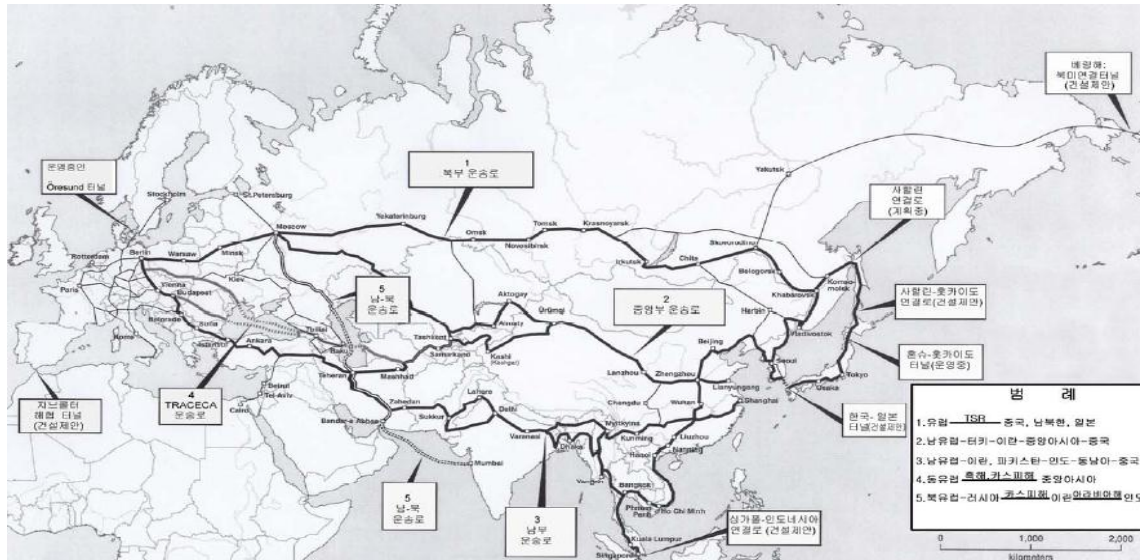 베링해:
북미연결터널
(건설제안)
운영중인
Öresund 터널
1
북부 운송로
사할린
연결로
(계획중)
Yakutsk
Stockholm
St.Petersburg
Moscow
Yekaterinburg
Omsk
Novosibirsk
Tomsk
Krasnoyarsk
Irkutsk
Chita
Skovorodino
Belogorsk
Khabarovsk
Komso-
molsk
Rotterdam
Berlin
Warsaw
Minsk
Kiev
Paris
Vienna
Budapest
Belgrade
Sofia
Rome
Istanbul
Ankara
Tbilisi
Baku
5
남-북
운송로
Aktogay
Almaty
Ürümqi
2
중앙부 운송로
Harbin
Vladivostok
사할린-홋카이도
연결로(건설제안)
Tashkent
Samarkand
Kashi
(Kashgar)
Beijing
Seoul
혼슈-홋카이도
터널(운영중)
Teheran
Mashhad
Lanzhou
Zhengzhou
Lianyungang
Osaka
Tokyo
Beirut
Tel-Aviv
Cairo
지브롤터
해협 터널
(건설제안)
4
TRACECA
운송로
Zahedan
Sukkur
Lahore
Delhi
Chengdu
Wuhan
Shanghai
한국-일본
터널(건설제안)
Bandar-e Abbas
Varanasi
Dhaka
Myitkyina
Kunming
Liuzhou
Nanning
Hanoi
Mumbai
5
남-북
운송로
3
남부
운송로
Bangkok
Phnom
Penh
Ho Chi Minh
Kuala Lumpur
Singapore
싱가폴-인도네시아
연결로 (건설제안)
범 례
1.유럽 TSR 중국, 남북한, 일본
2.남유럽-터키-이란-중앙아시아-중국
3.남유럽-이란, 파키스탄-인도-동남아-중국
4.동유럽 흑해,카스피해 중앙아시아
5.북유럽-러시아 카스피해 이란 아라비아해 인도
0 1,000 2,000
kilometers